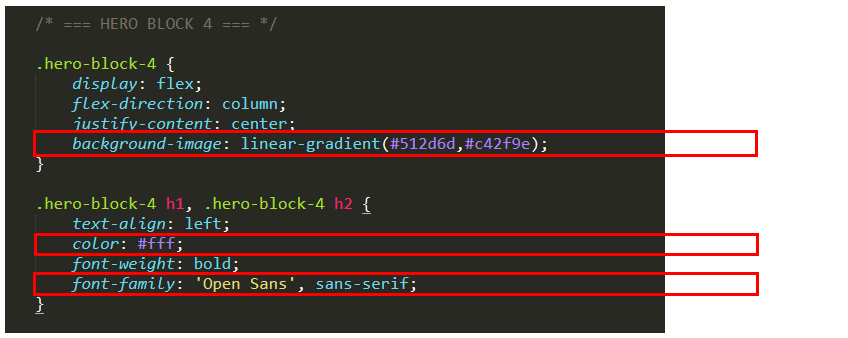 /* === HERO BLOCK 4 === */
.hero-block-4 {
display: flex;
flex-direction: column;
justify-content: center;
background-image: linear-gradient(#512d6d,#c42f9e);
}
.hero-block-4 h1, .hero-block-4 h2 {
text-align: left;
color: #fff;
font-weight: bold;
font-family: 'Open Sans', sans-serif;
}